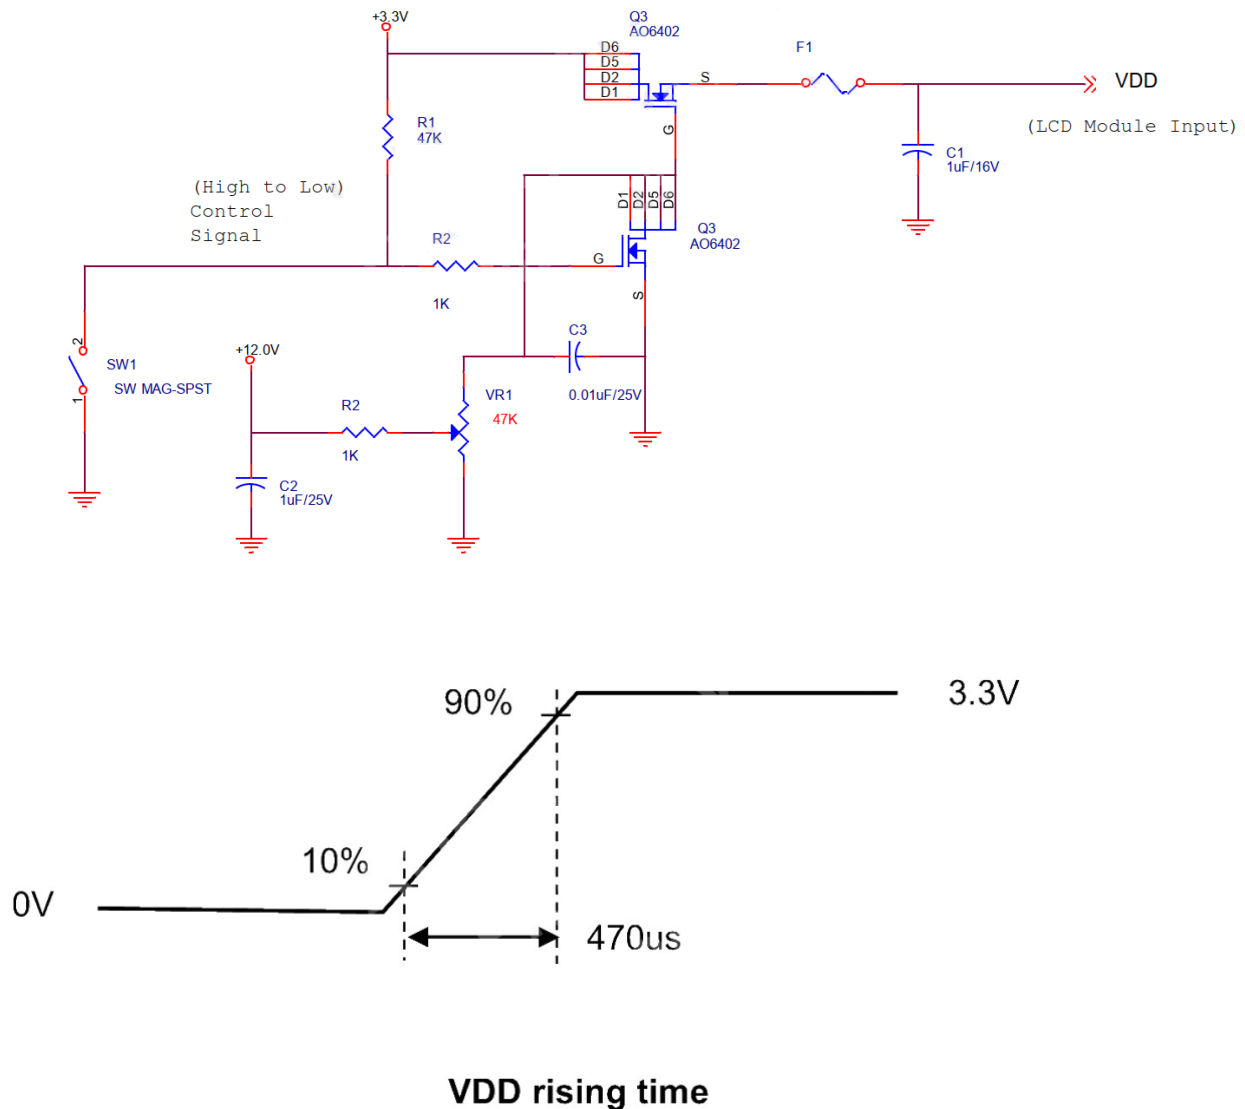 +3.3V
Q3
AO6402
D6
D5
D2
D1
S
G
F1
VDD
(LCD Module Input)
R1
47K
C1
1uF/16V
(High to Low)
Control
Signal
D1
D2
D5
D6
Q3
AO6402
R2
1K
G
S
2
1
SW1
SW MAG-SPST
+12.0V
C3
0.01uF/25V
VR1
47K
R2
1K
C2
1uF/25V
90%
3.3V
10%
0V
470us
VDD rising time